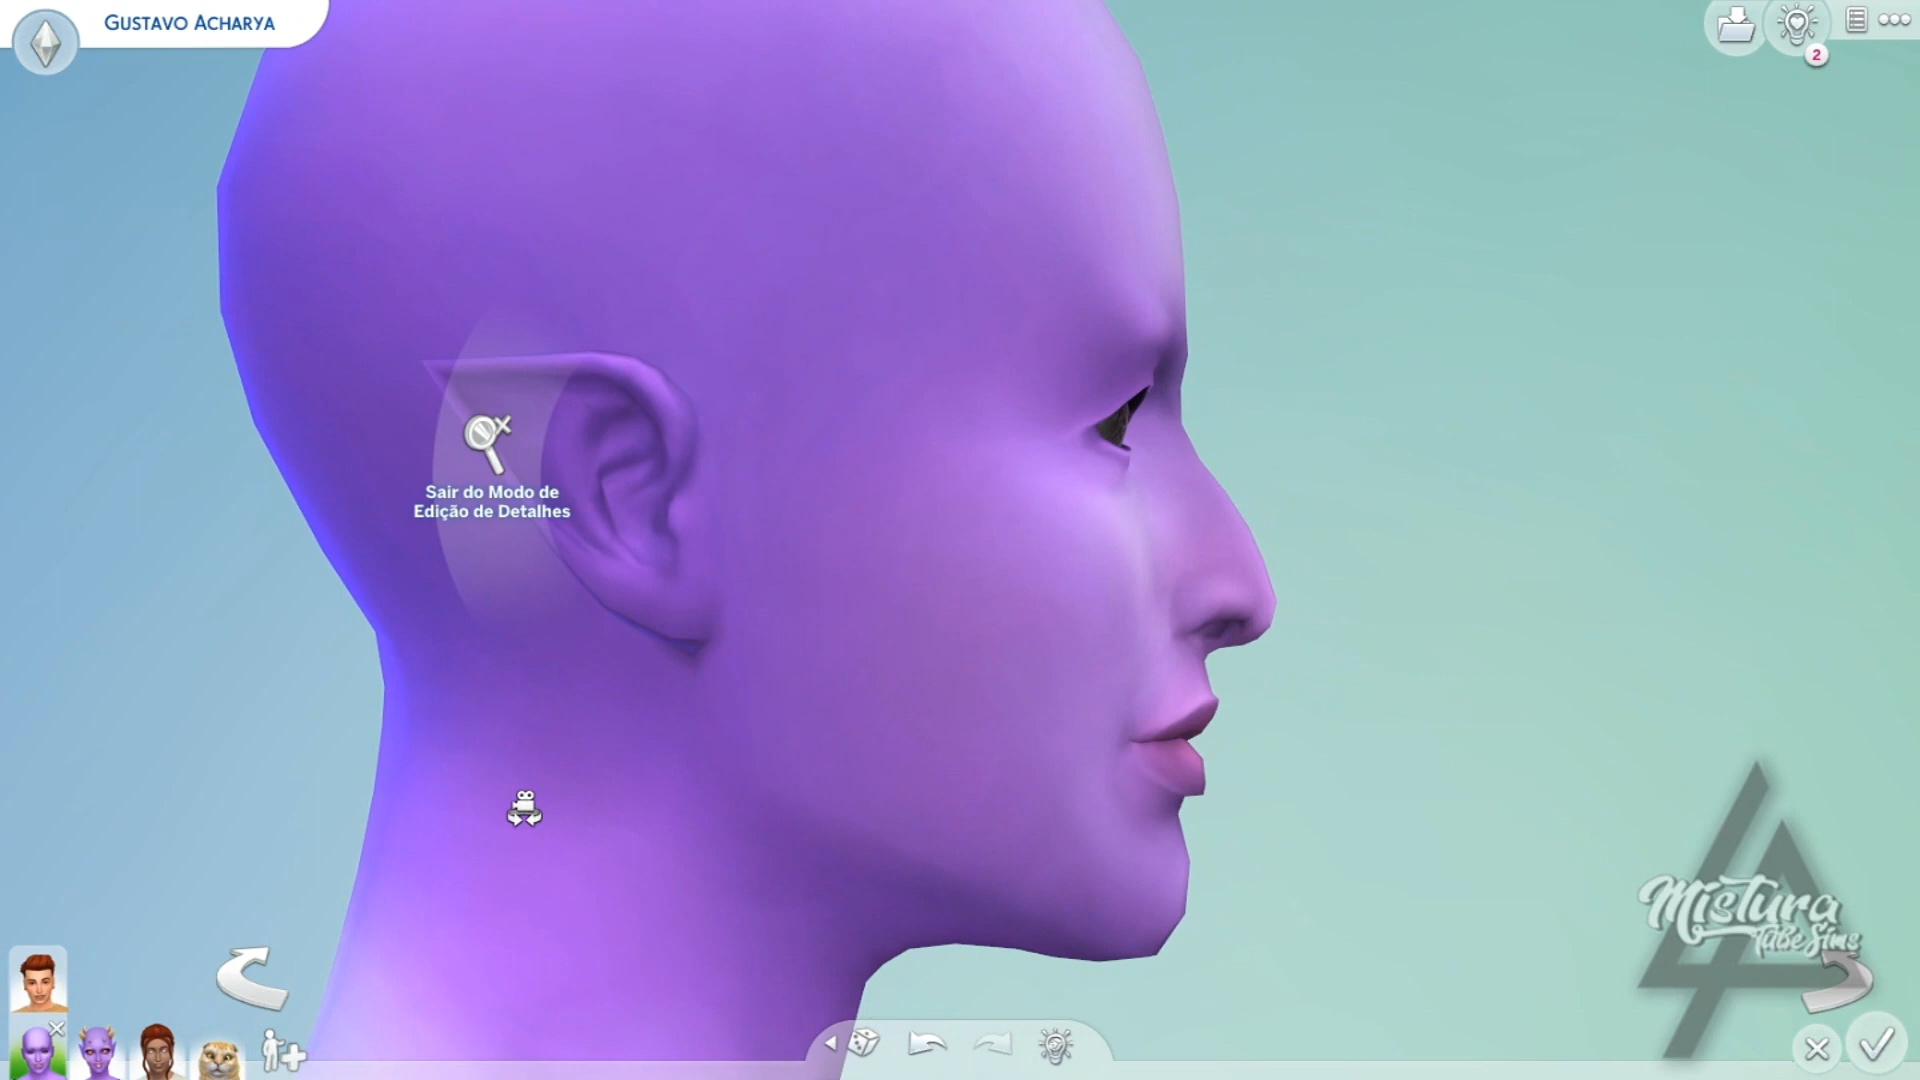 Gustavo Acharya
2
Sair do Modo de
Edição de Detalhes
Mistura
TubeSims